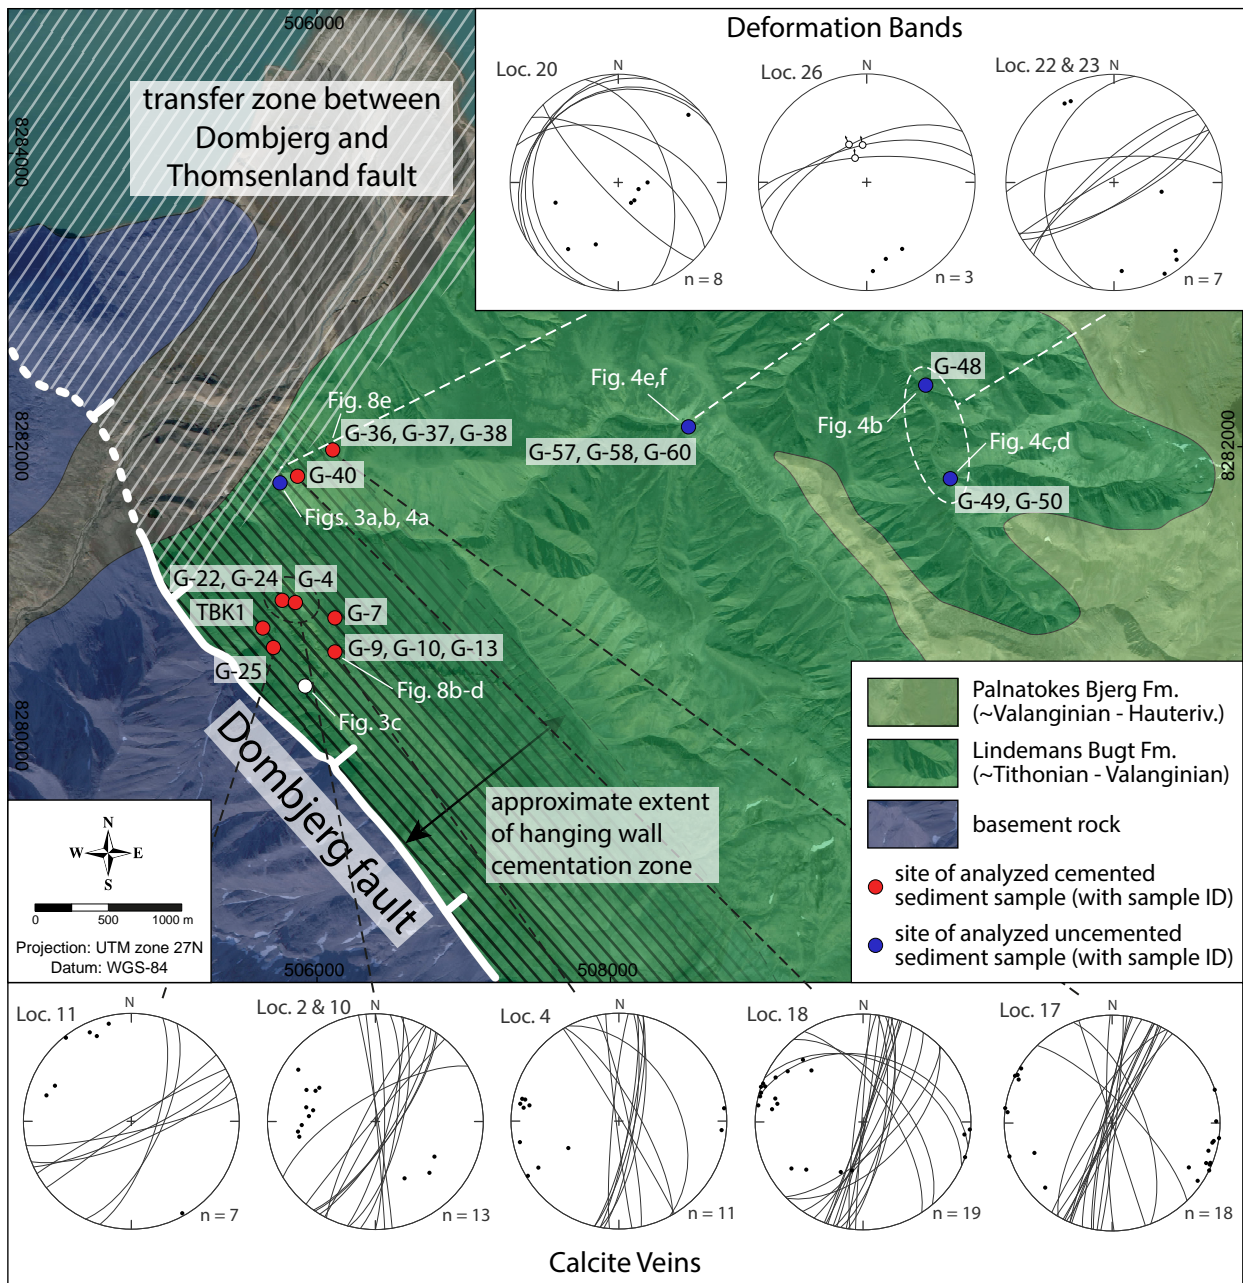 506000
Deformation Bands
Loc. 20
N
n = 8
Loc. 26
N
n = 3
Loc. 22 & 23
N
n = 7
transfer zone between
Dombjerg and
Thomsenland fault
8284000
8282000
8280000
8282000
Fig. 8e
G-36, G-37, G-38
G-40
Figs. 3a,b, 4a
Fig. 4e,f
G-57, G-58, G-60
G-48
Fig. 4b
Fig. 4c,d
G-49, G-50
G-22, G-24
G-4
TBK1
G-7
G-9, G-10, G-13
G-25
Fig. 8b-d
Fig. 3c
Dombjerg fault
approximate extent
of hanging wall
cementation zone
Palnatokes Bjerg Fm.
(~Valanginian - Hauteriv.)
Lindemans Bugt Fm.
(~Tithonian - Valanginian)
basement rock
site of analyzed cemented
sediment sample (with sample ID)
site of analyzed uncemented
sediment sample (with sample ID)
N
W E
S
0 500 1000 m
Projection: UTM zone 27N
Datum: WGS-84
506000
508000
Loc. 11
N
n = 7
Loc. 2 & 10
N
n = 13
Loc. 4
N
n = 11
Loc. 18
N
n = 19
Loc. 17
N
n = 18
Calcite Veins